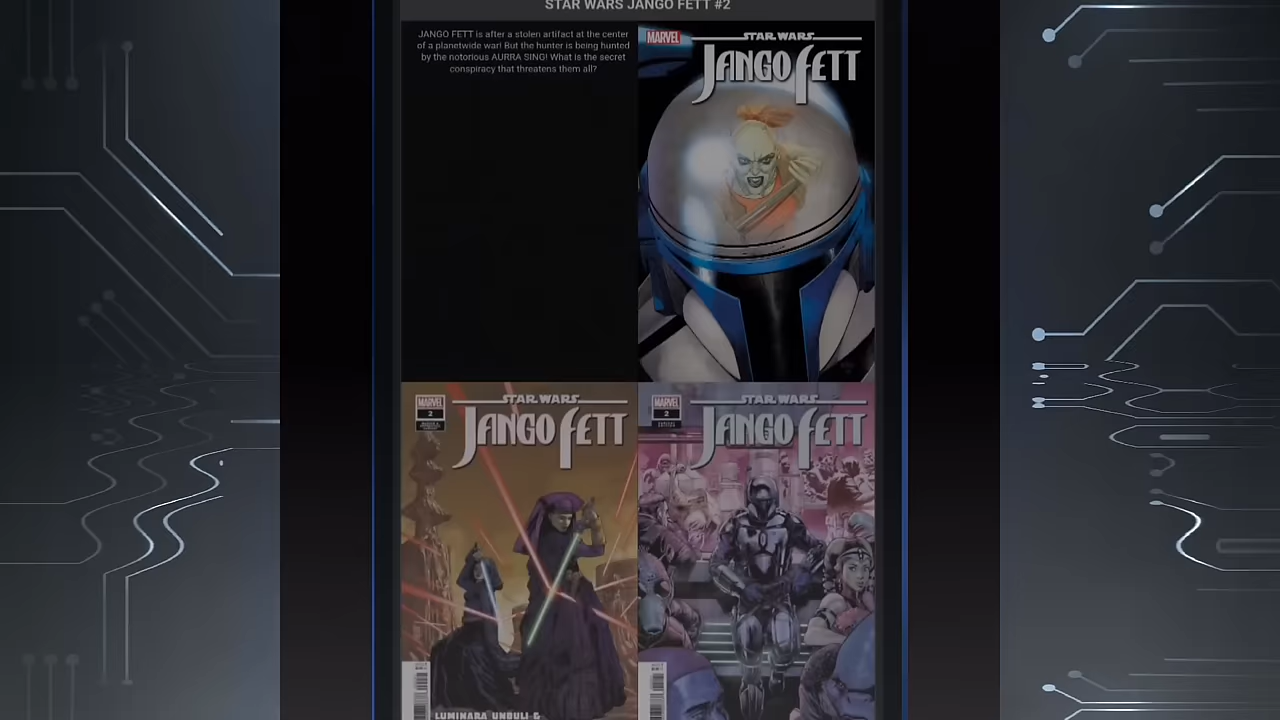 STAR WARS JANGO FETT #2
JANGO FETT is after a stolen artifact at the center
of a planetwide war! But the hunter is being hunted
by the notorious AURRA SING! What is the secret
conspiracy that threatens them all?
MARVEL
STAR WARS
JANGO FETT
MARVEL
2
STAR WARS
JANGO FETT
LUMINARA UNDULI &
MARVEL
2
STAR WARS
JANGO FETT